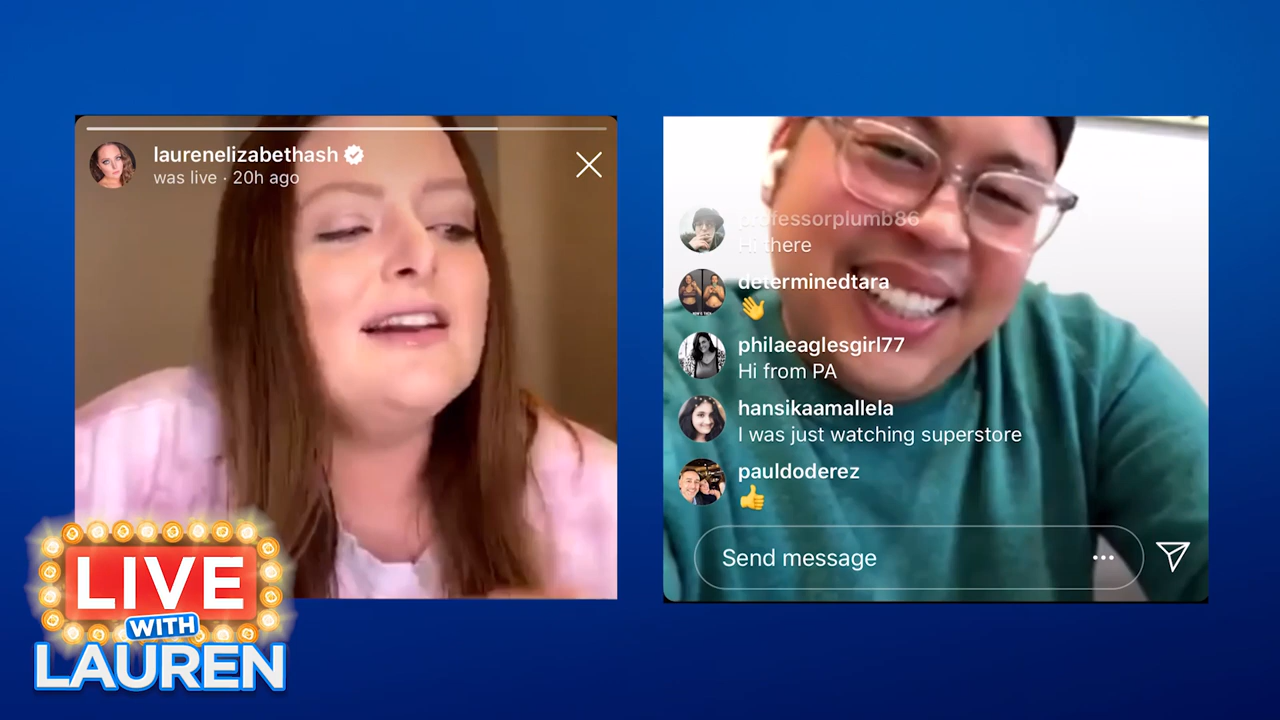 laurenelizabethash
was live · 20h ago
professorplumb86
Hi there
determinedtara
👋
philaeaglesgirl77
Hi from PA
hansikaamallela
I was just watching superstore
pauldoderez
👍
Send message
LIVE
WITH
LAUREN